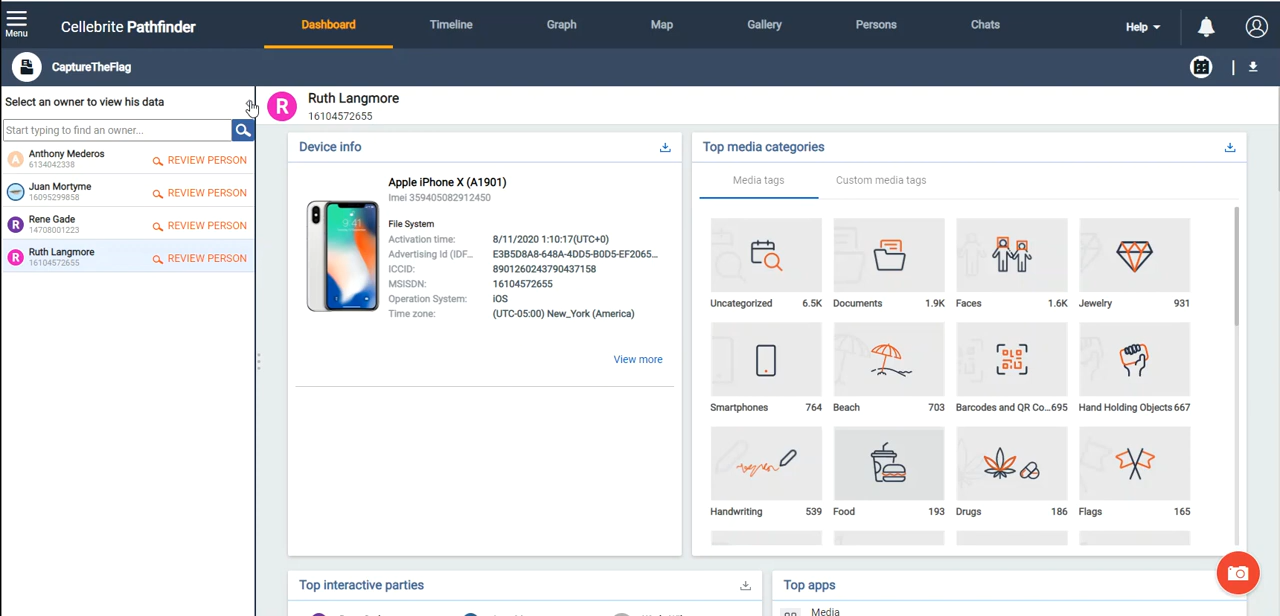 Menu
Cellebrite Pathfinder
Dashboard
Timeline
Graph
Map
Gallery
Persons
Chats
Help
CaptureTheFlag
Select an owner to view his data
Start typing to find an owner...
Anthony Mederos
6134042338
REVIEW PERSON
Juan Mortyme
16095299858
REVIEW PERSON
Rene Gade
14708001223
REVIEW PERSON
Ruth Langmore
16104572655
REVIEW PERSON
A
R
R
R
Ruth Langmore
16104572655
Device info
Apple iPhone X (A1901)
Imei 359405082912450
9:41
File System
Activation time: 8/11/2020 1:10:17(UTC+0)
Advertising Id (IDF... E3B5D8A8-648A-4DD5-B0D5-EF2065...
ICCID: 8901260243790437158
MSISDN: 16104572655
Operation System: iOS
Time zone: (UTC-05:00) New_York (America)
View more
Top media categories
Media tags
Custom media tags
Uncategorized 6.5K
Documents 1.9K
Faces 1.6K
Jewelry 931
Smartphones 764
Beach 703
Barcodes and QR Co...695
Hand Holding Objects 667
Handwriting 539
Food 193
Drugs 186
Flags 165
Top interactive parties
Top apps
Media